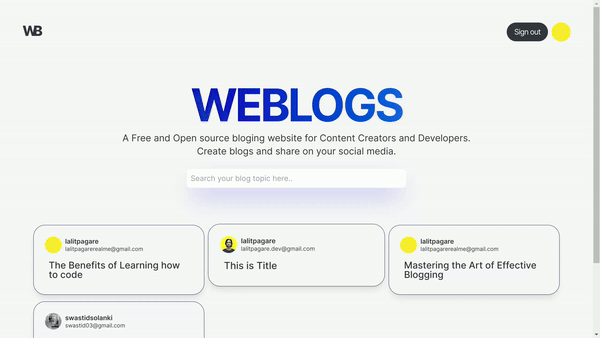 WB
Sign out
WEBLOGS
A Free and Open source bloging website for Content Creators and Developers.
Create blogs and share on your social media.
Search your blog topic here..
lalitpagare
lalitpagarerealme@gmail.com
The Benefits of Learning how
to code
lalitpagare
lalitpagare.dev@gmail.com
This is Title
lalitpagare
lalitpagarerealme@gmail.com
Mastering the Art of Effective
Blogging
swastidsolanki
swastid03@gmail.com